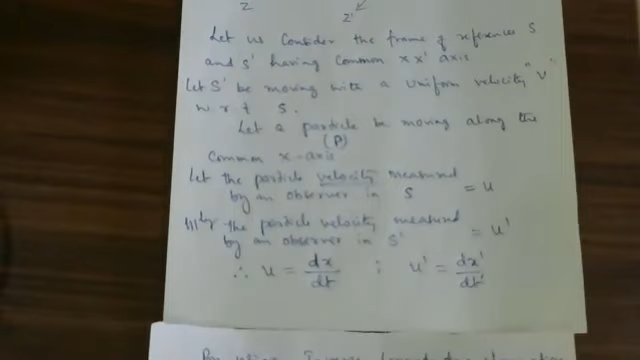 Z
Z'
Let us consider the frame of references S
and S' having common x x' axis
Let S' be moving with a uniform velocity "v"
w r t S.
Let a particle be moving along the
(P)
common x-axis
Let the particle velocity measured
by an observer in S = u
|||ly the particle velocity measured
by an observer in S' = u'
∴ u = dx/dt ; u' = dx'/dt'